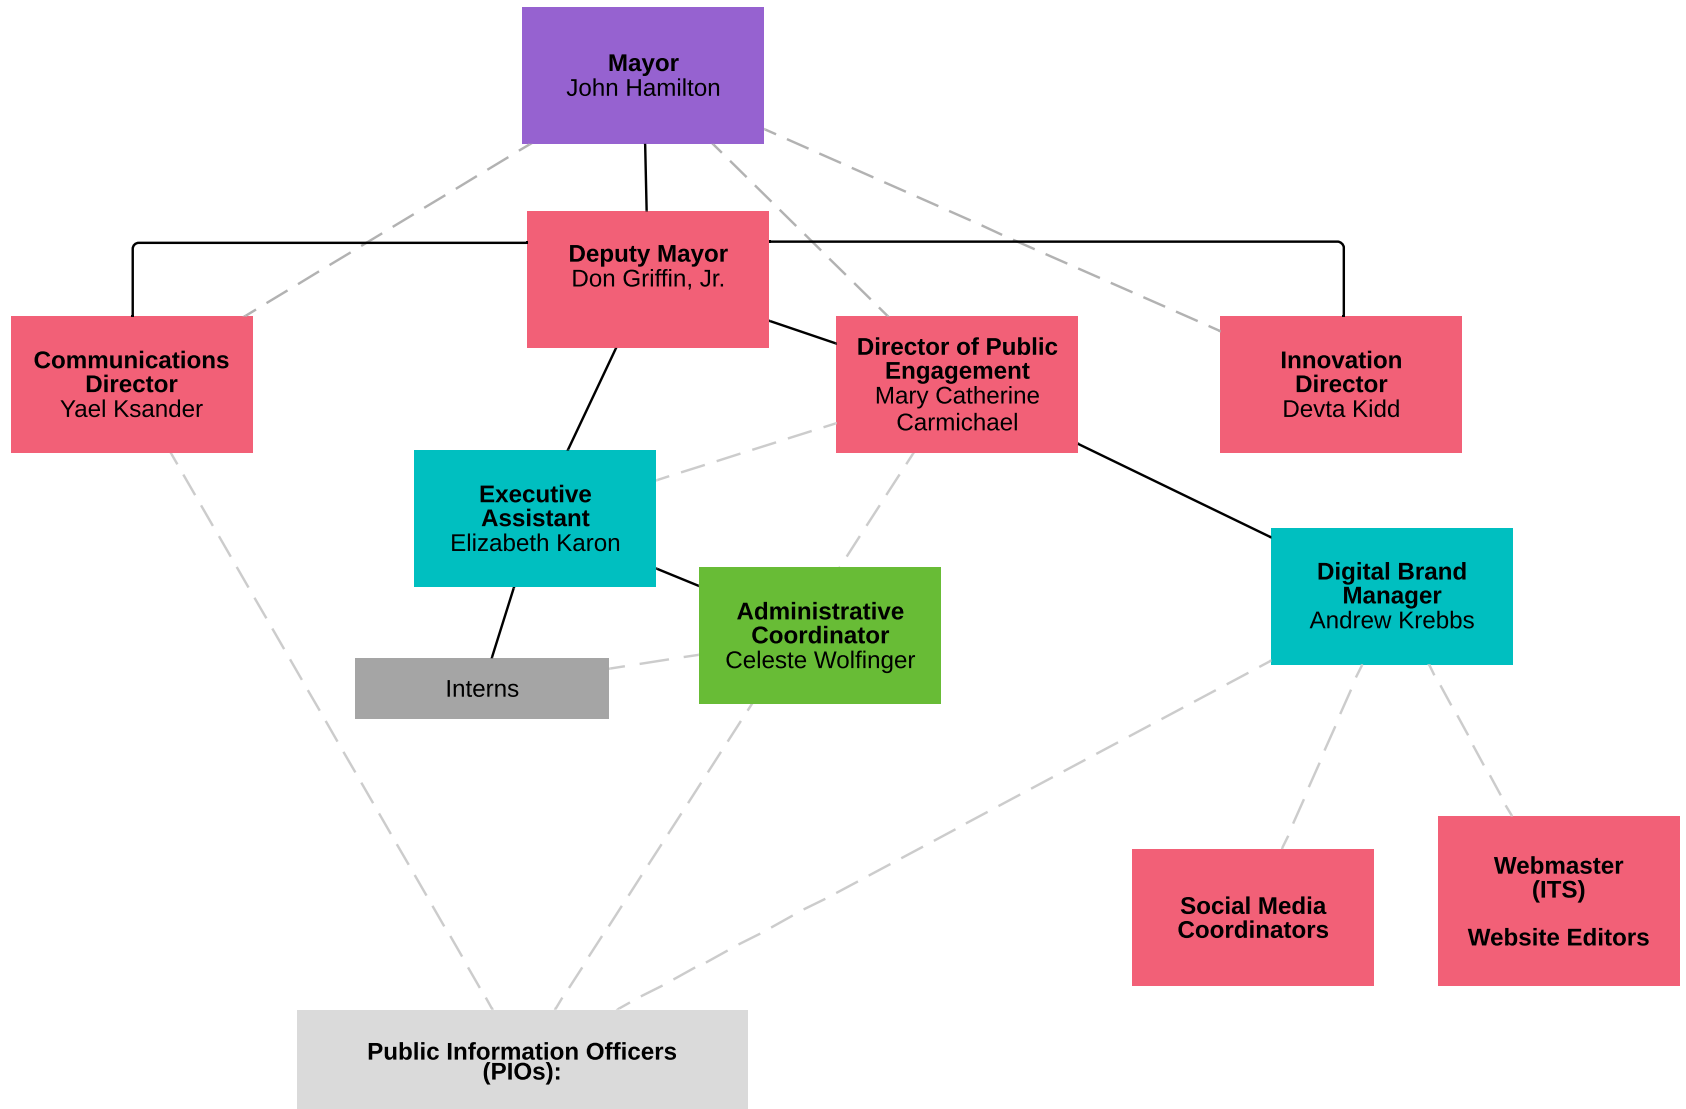 Mayor
John Hamilton
Deputy Mayor
Don Griffin, Jr.
Communications
Director
Yael Ksander
Director of Public
Engagement
Mary Catherine
Carmichael
Innovation
Director
Devta Kidd
Executive
Assistant
Elizabeth Karon
Digital Brand
Manager
Andrew Krebbs
Administrative
Coordinator
Celeste Wolfinger
Interns
Social Media
Coordinators
Webmaster
(ITS)
Website Editors
Public Information Officers
(PIOs):